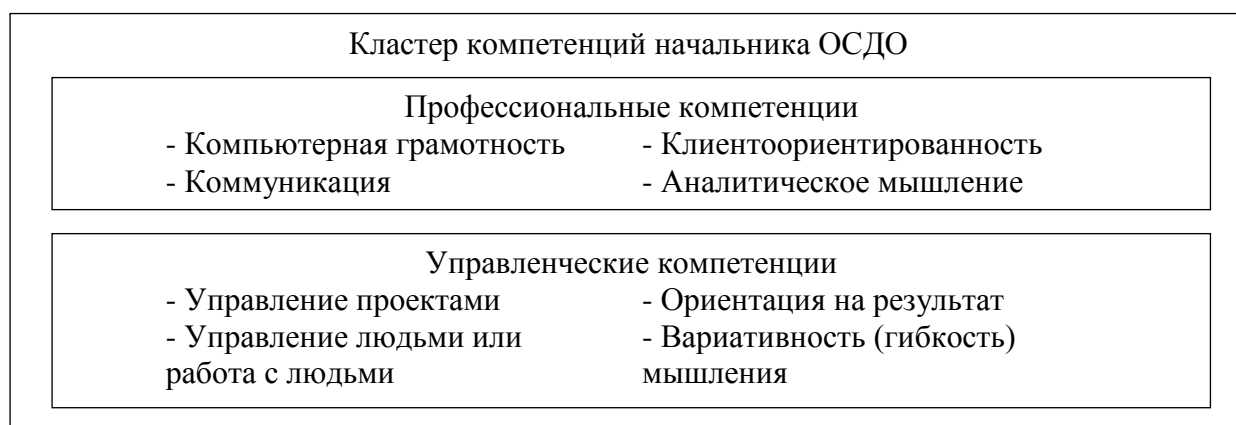 Кластер компетенций начальника ОСДО
Профессиональные компетенции
- Компьютерная грамотность
- Коммуникация
- Клиентоориентированность
- Аналитическое мышление
Управленческие компетенции
- Управление проектами
- Управление людьми или
работа с людьми
- Ориентация на результат
- Вариативность (гибкость)
мышления